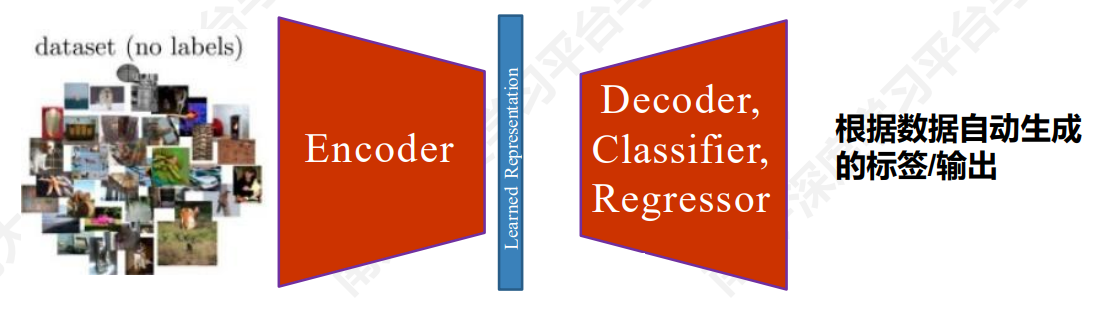 dataset (no labels)
Encoder
Learned Representation
Decoder,
Classifier,
Regressor
根据数据自动生成
的标签/输出